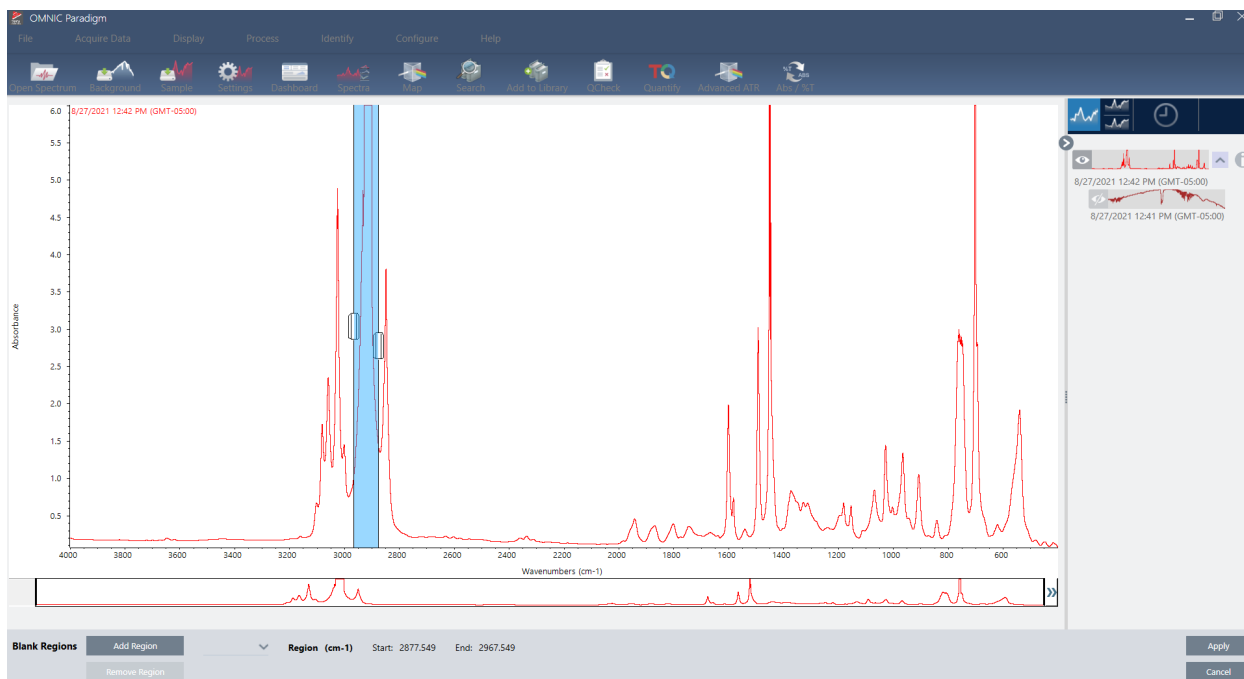 OMNIC Paradigm
File Acquire Data Display Process Identify Configure Help
Open Spectrum Background Sample Settings Dashboard Spectra Map Search Add to Library QCheck Quantify Advanced ATR Abs / %T
8/27/2021 12:42 PM (GMT-05:00)
6.0
5.5
5.0
4.5
4.0
3.5
3.0
2.5
2.0
1.5
1.0
0.5
Absorbance
4000 3800 3600 3400 3200 3000 2800 2600 2400 2200 2000 1800 1600 1400 1200 1000 800 600
Wavenumbers (cm-1)
8/27/2021 12:42 PM (GMT-05:00)
8/27/2021 12:41 PM (GMT-05:00)
Blank Regions Add Region Region (cm-1) Start: 2877.549 End: 2967.549 Apply
Remove Region Cancel